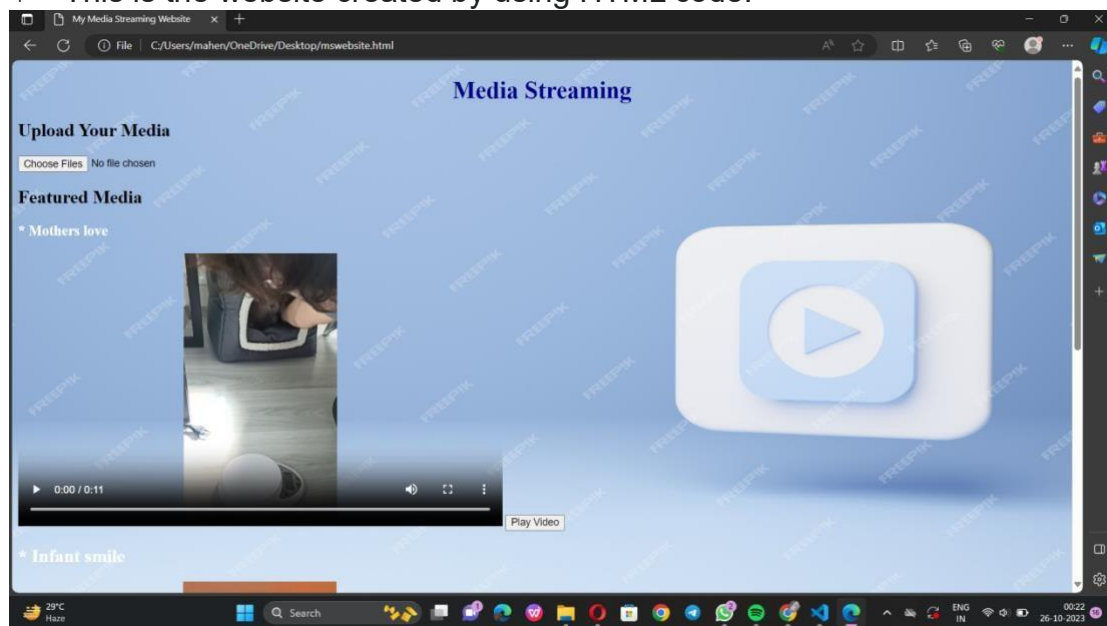 This is the website created by using HTML code.
My Media Streaming Website
File C:/Users/mahen/OneDrive/Desktop/mswebsite.html
Media Streaming
Upload Your Media
Choose Files No file chosen
Featured Media
* Mothers love
0:00 / 0:11
Play Video
* Infant smile
FREEPIK
29°C
Haze
Search
ENG
IN
00:22
26-10-2023